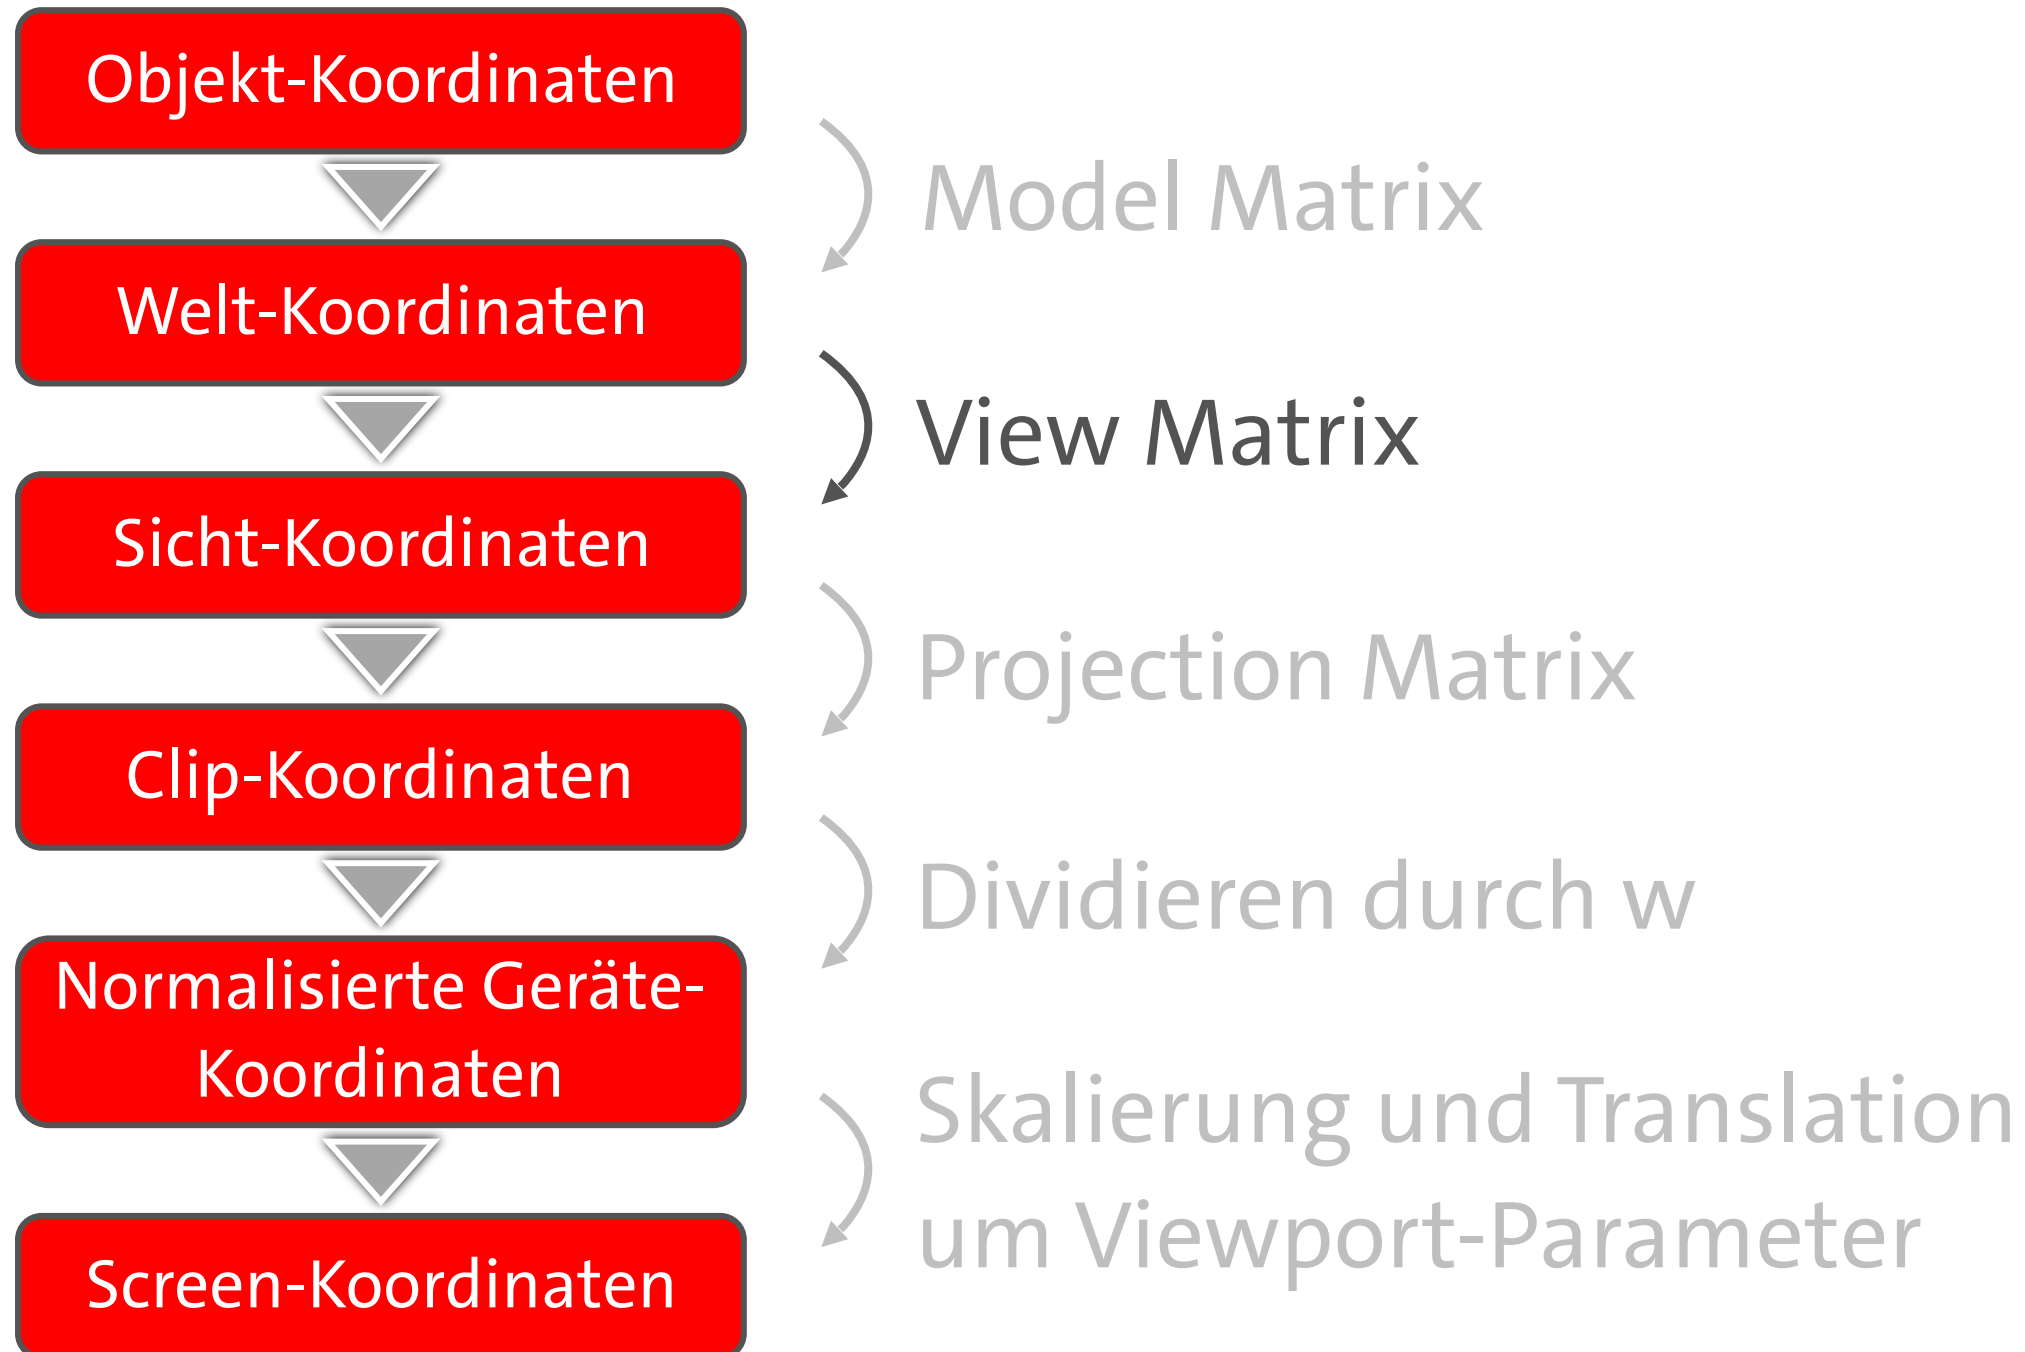 Objekt-Koordinaten
Model Matrix
Welt-Koordinaten
View Matrix
Sicht-Koordinaten
Projection Matrix
Clip-Koordinaten
Dividieren durch w
Normalisierte Geräte-
Koordinaten
Skalierung und Translation
um Viewport-Parameter
Screen-Koordinaten